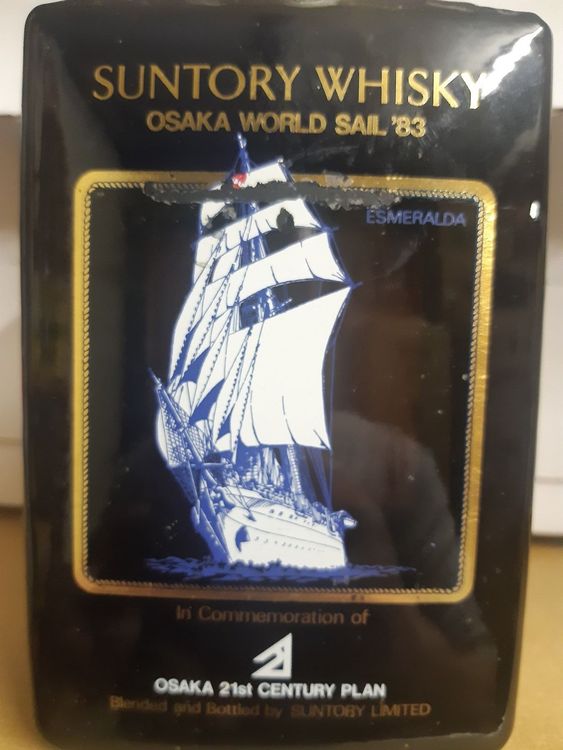 SUNTORY WHISKY
OSAKA WORLD SAIL '83
ESMERALDA
In Commemoration of
21
OSAKA 21st CENTURY PLAN
Blended and Bottled by SUNTORY LIMITED